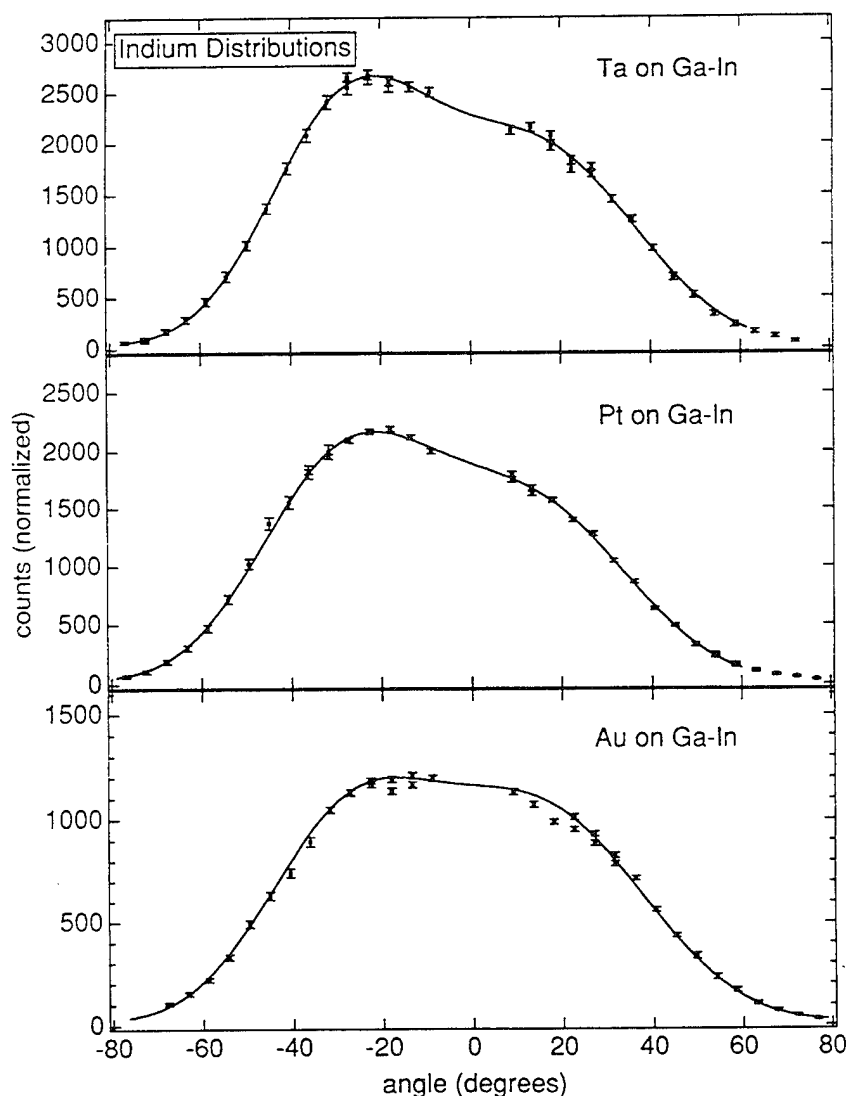 Indium Distributions
Ta on Ga-In
3000
2500
2000
1500
1000
500
0
Pt on Ga-In
2500
2000
1500
1000
500
0
Au on Ga-In
1500
1000
500
0
counts (normalized)
-80 -60 -40 -20 0 20 40 60 80
angle (degrees)